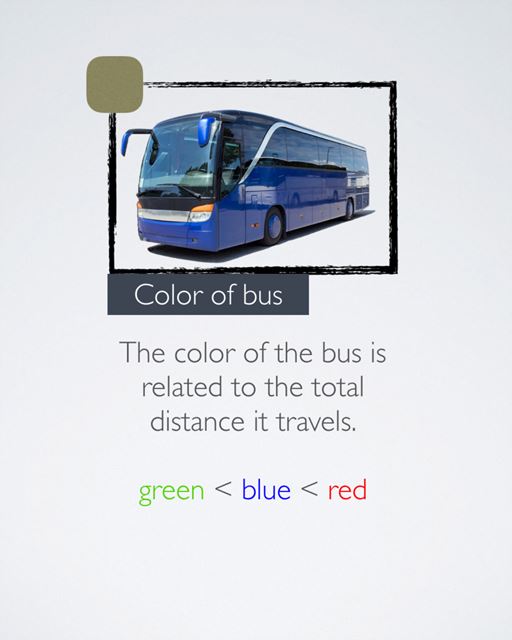 Color of bus
The color of the bus is
related to the total
distance it travels.
green < blue < red